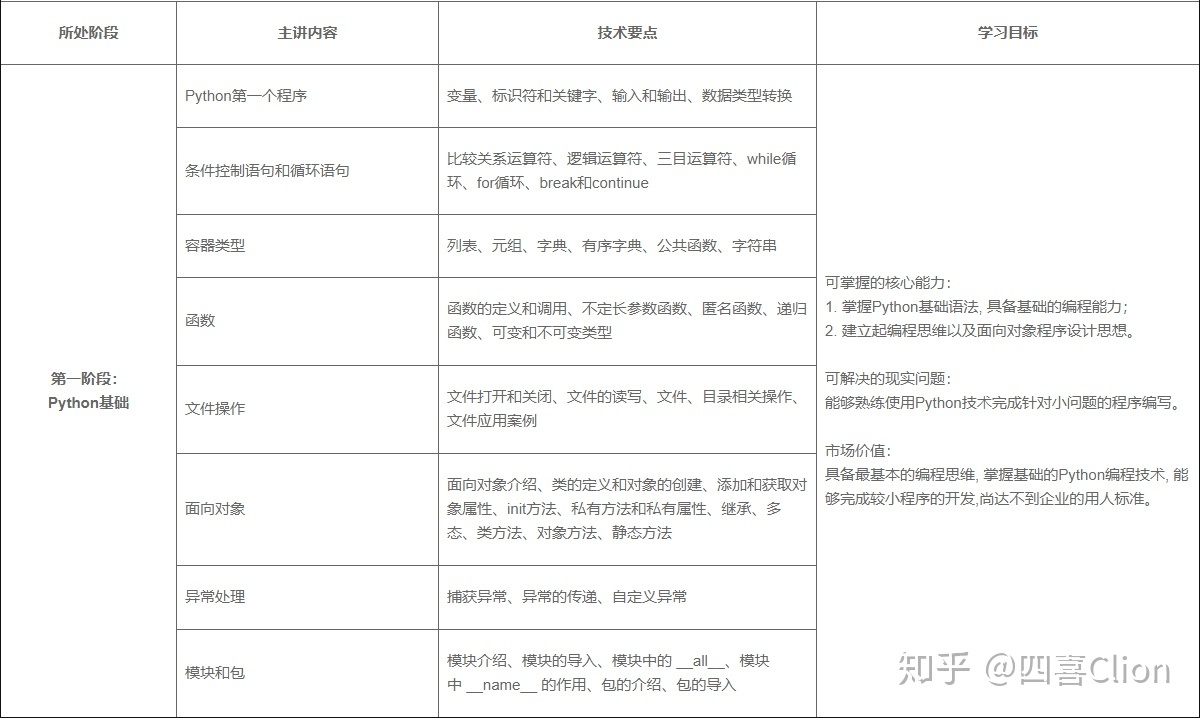 所处阶段
主讲内容
技术要点
学习目标
第一阶段：
Python基础
Python第一个程序
变量、标识符和关键字、输入和输出、数据类型转换
条件控制语句和循环语句
比较关系运算符、逻辑运算符、三目运算符、while循
环、for循环、break和continue
容器类型
列表、元组、字典、有序字典、公共函数、字符串
函数
函数的定义和调用、不定长参数函数、匿名函数、递归
函数、可变和不可变类型
文件操作
文件打开和关闭、文件的读写、文件、目录相关操作、
文件应用案例
面向对象
面向对象介绍、类的定义和对象的创建、添加和获取对
象属性、init方法、私有方法和私有属性、继承、多
态、类方法、对象方法、静态方法
异常处理
捕获异常、异常的传递、自定义异常
模块和包
模块介绍、模块的导入、模块中的 __all__、模块
中 __name__ 的作用、包的介绍、包的导入
可掌握的核心能力：
1. 掌握Python基础语法, 具备基础的编程能力；
2. 建立起编程思维以及面向对象程序设计思想。
可解决的现实问题：
能够熟练使用Python技术完成针对小问题的程序编写。
市场价值：
具备最基本的编程思维, 掌握基础的Python编程技术, 能
够完成较小程序的开发,尚达不到企业的用人标准。
知乎 @四喜Clion